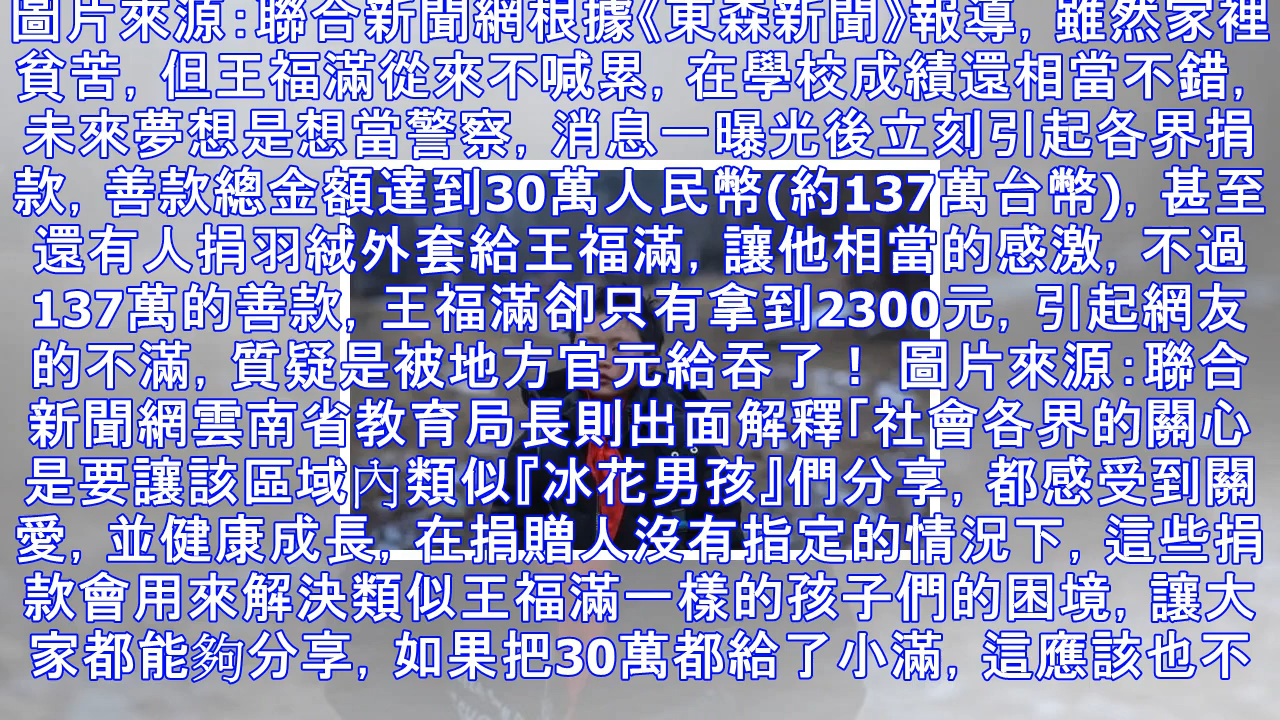 圖片來源:聯合新聞網根據《東森新聞》報導, 雖然家裡
貧苦, 但王福滿從來不喊累, 在學校成績還相當不錯,
未來夢想是想當警察, 消息一曝光後立刻引起各界捐
款, 善款總金額達到30萬人民幣(約137萬台幣), 甚至
還有人捐羽絨外套給王福滿, 讓他相當的感激, 不過
137萬的善款, 王福滿卻只有拿到2300元, 引起網友
的不滿, 質疑是被地方官元給吞了！ 圖片來源:聯合
新聞網雲南省教育局長則出面解釋「社會各界的關心
是要讓該區域內類似『冰花男孩』們分享, 都感受到關
愛, 並健康成長, 在捐贈人沒有指定的情況下, 這些捐
款會用來解決類似王福滿一樣的孩子們的困境, 讓大
家都能夠分享, 如果把30萬都給了小滿, 這應該也不